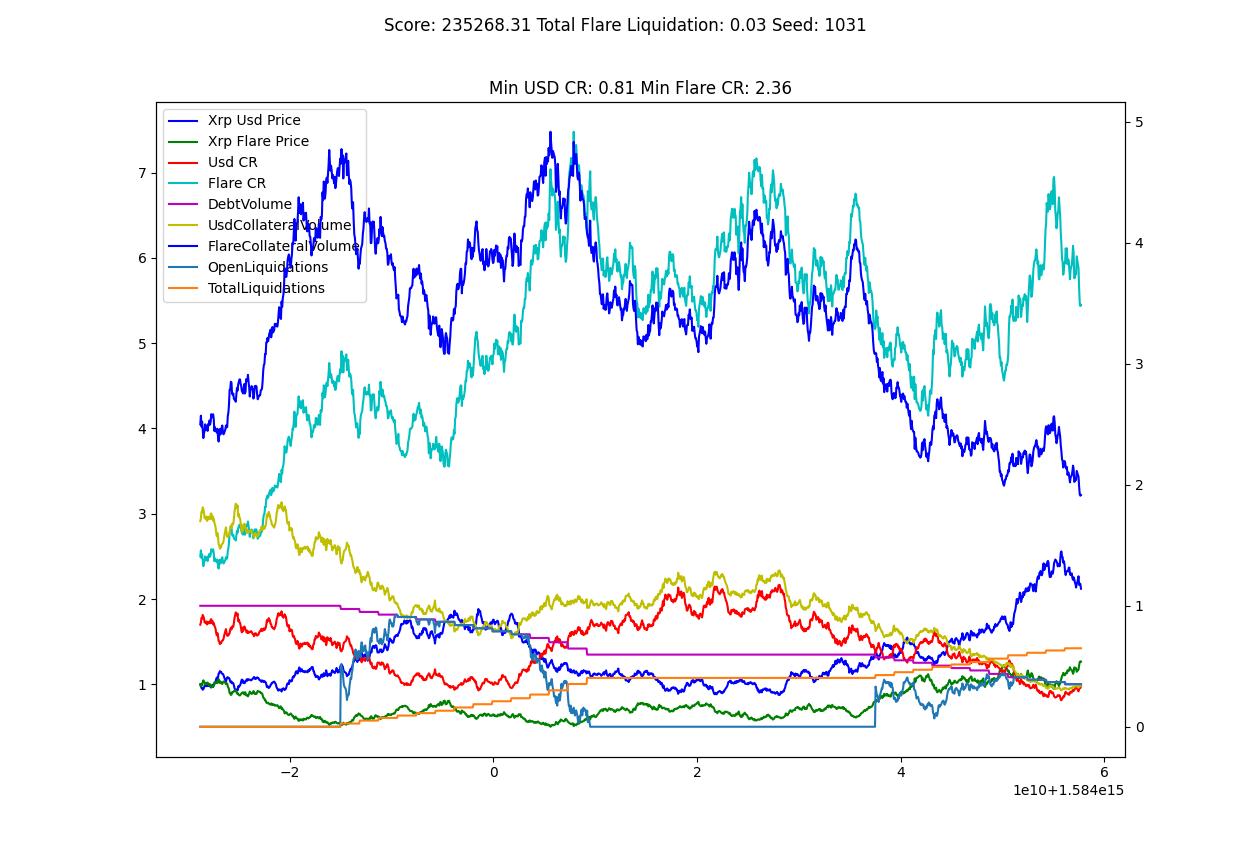 Score: 235268.31 Total Flare Liquidation: 0.03 Seed: 1031
Min USD CR: 0.81 Min Flare CR: 2.36
Xrp Usd Price
Xrp Flare Price
Usd CR
Flare CR
DebtVolume
UsdCollateralVolume
FlareCollateralVolume
OpenLiquidations
TotalLiquidations
7
6
5
4
3
2
1
5
4
3
2
1
0
−2
0
2
4
6
1e10+1.584e15